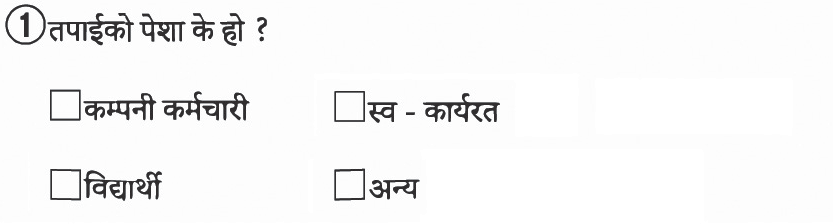 ①तपाईको पेशा के हो ?
□कम्पनी कर्मचारी □स्व - कार्यरत
□विद्यार्थी □अन्य